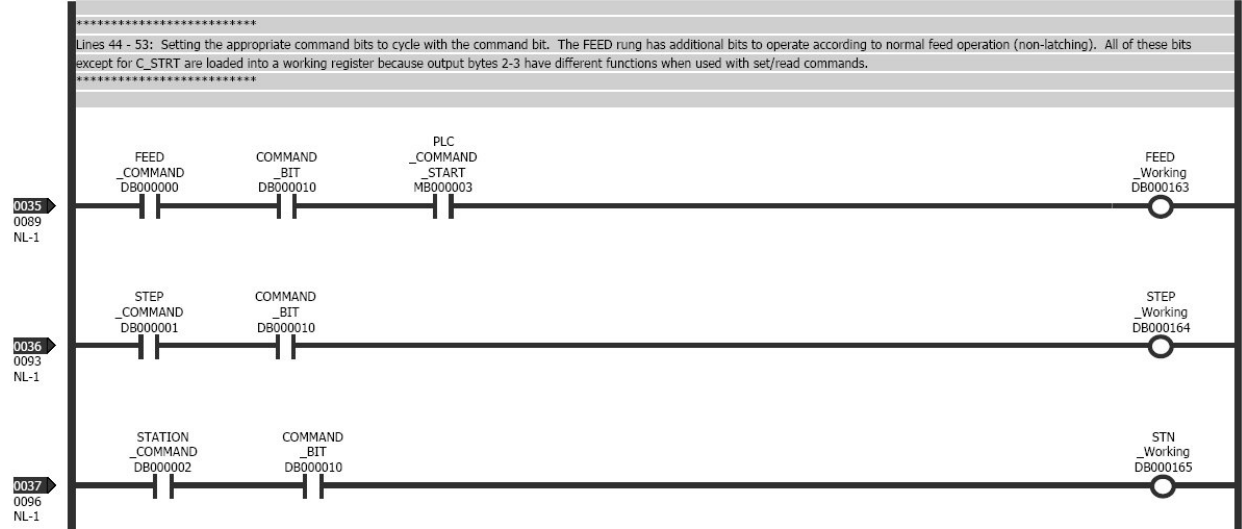 **************************
Lines 44 - 53:  Setting the appropriate command bits to cycle with the command bit.  The FEED rung has additional bits to operate according to normal feed operation (non-latching).  All of these bits
except for C_STRT are loaded into a working register because output bytes 2-3 have different functions when used with set/read commands.
**************************
PLC
FEED COMMAND _COMMAND FEED
_COMMAND _BIT _START _Working
DB000000 DB000010 MB000003 DB000163
0035
0089
NL-1
STEP COMMAND STEP
_COMMAND _BIT _Working
DB000001 DB000010 DB000164
0036
0093
NL-1
STATION COMMAND STN
_COMMAND _BIT _Working
DB000002 DB000010 DB000165
0037
0096
NL-1